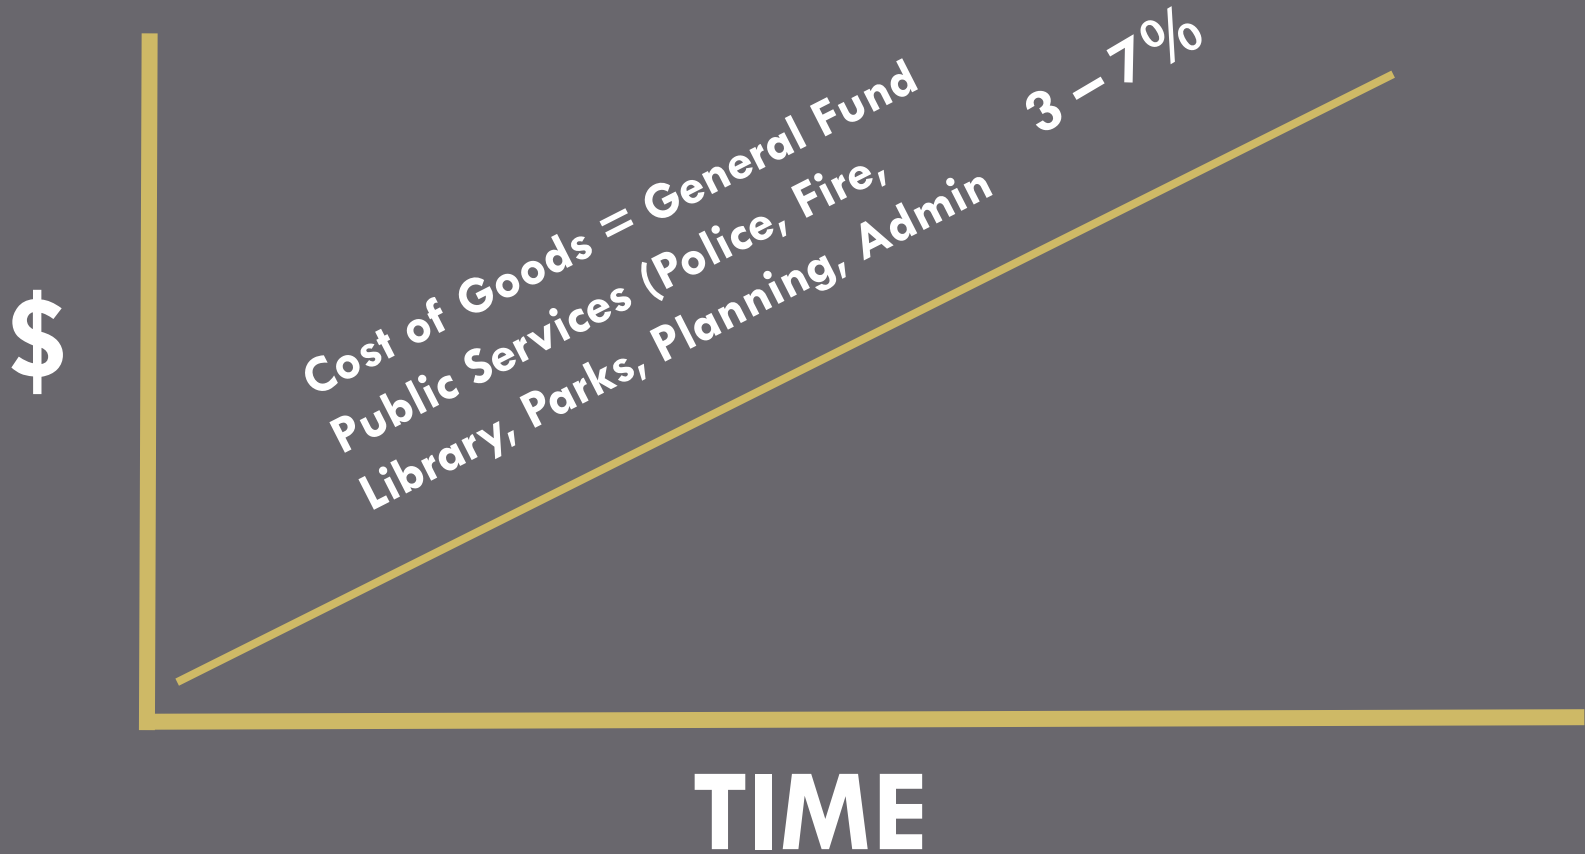 Cost of Goods = General Fund
Public Services (Police, Fire,
Library, Parks, Planning, Admin
3 – 7%
$
TIME